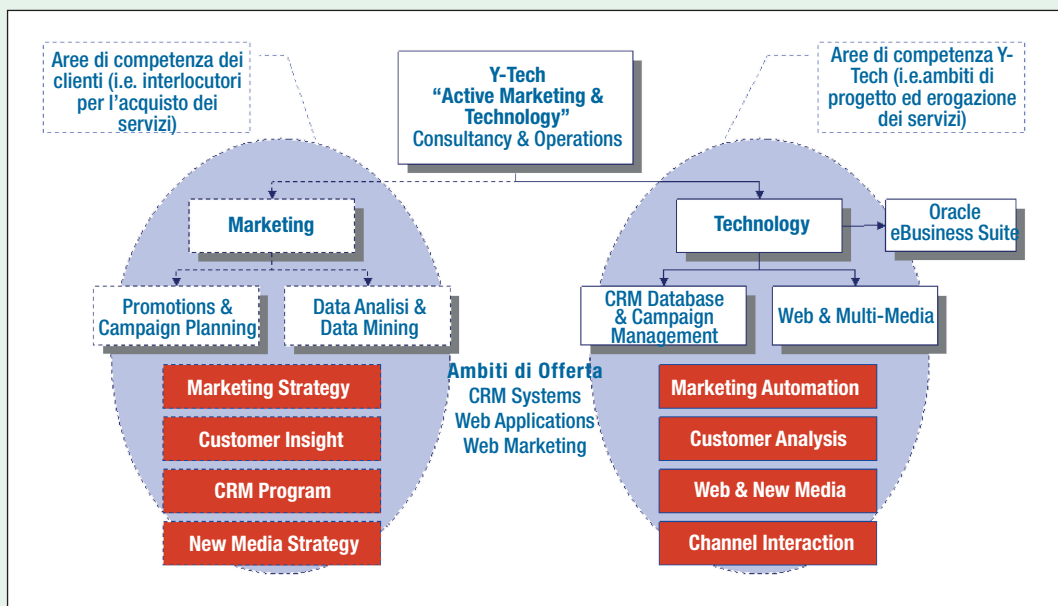 Aree di competenza dei
clienti (i.e. interlocutori
per l'acquisto dei
servizi)
Y-Tech
“Active Marketing &
Technology”
Consultancy & Operations
Aree di competenza Y-
Tech (i.e.ambiti di
progetto ed erogazione
dei servizi)
Marketing
Technology
Oracle
eBusiness Suite
Promotions &
Campaign Planning
Data Analisi &
Data Mining
CRM Database
& Campaign
Management
Web & Multi-Media
Ambiti di Offerta
CRM Systems
Web Applications
Web Marketing
Marketing Strategy
Customer Insight
CRM Program
New Media Strategy
Marketing Automation
Customer Analysis
Web & New Media
Channel Interaction